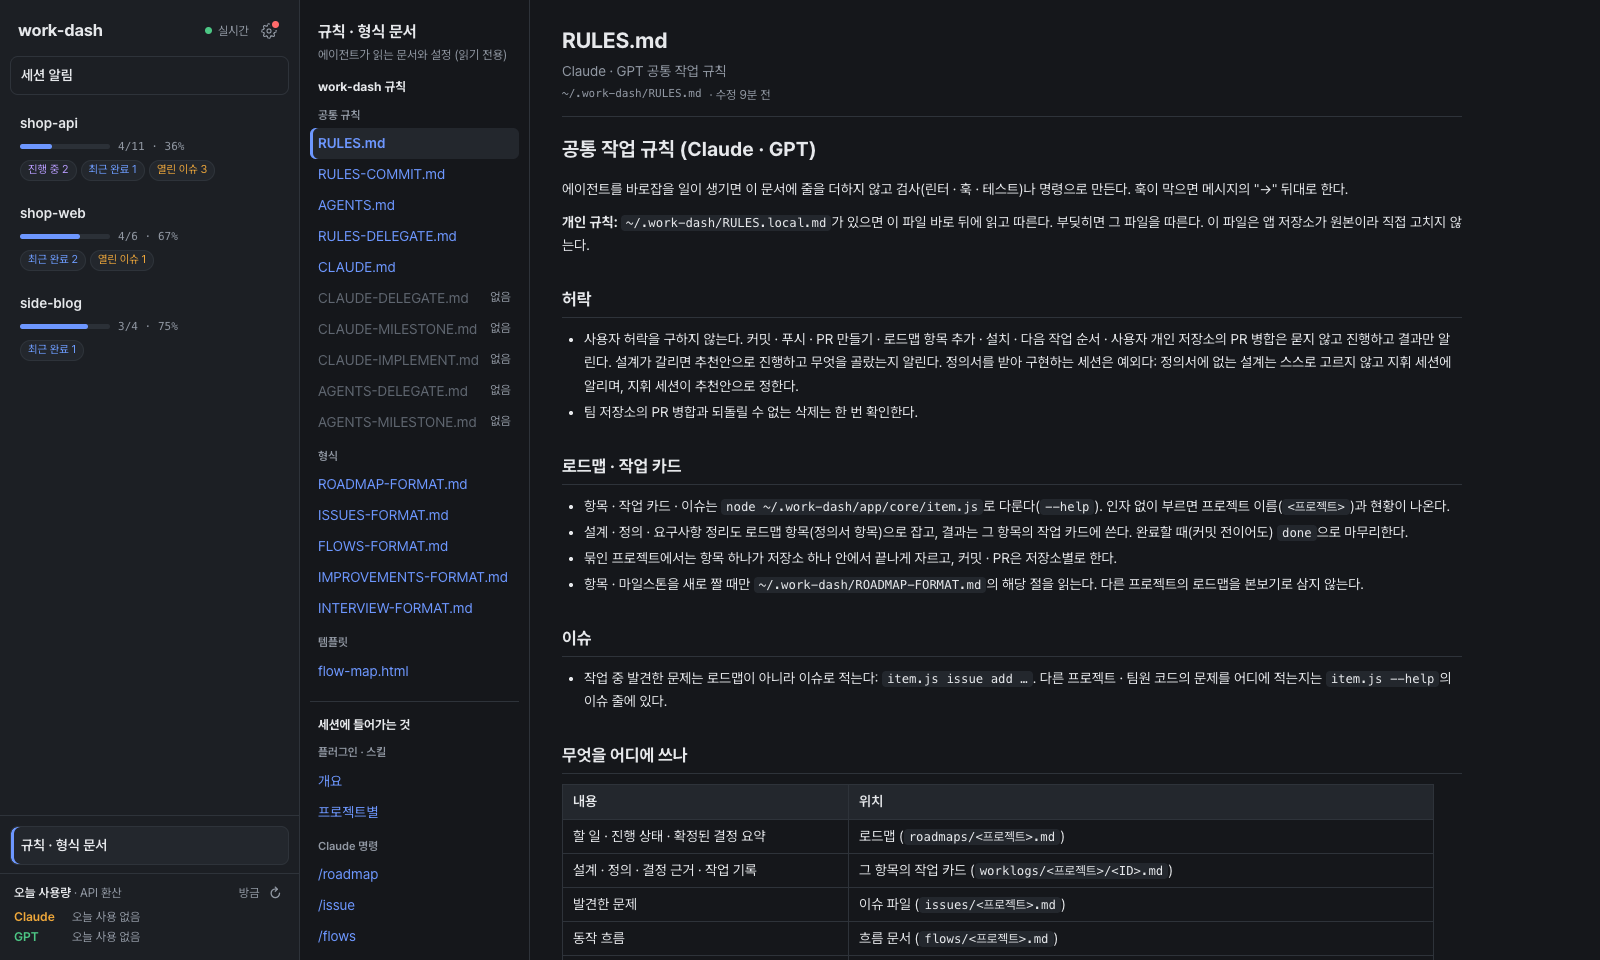 work-dash
실시간
세션 알림
shop-api
4/11 · 36%
진행 중 2
최근 완료 1
열린 이슈 3
shop-web
4/6 · 67%
최근 완료 2
열린 이슈 1
side-blog
3/4 · 75%
최근 완료 1
규칙 · 형식 문서
오늘 사용량 · API 환산
방금
Claude 오늘 사용 없음
GPT 오늘 사용 없음
규칙 · 형식 문서
에이전트가 읽는 문서와 설정 (읽기 전용)
work-dash 규칙
공통 규칙
RULES.md
RULES-COMMIT.md
AGENTS.md
RULES-DELEGATE.md
CLAUDE.md
CLAUDE-DELEGATE.md 없음
CLAUDE-MILESTONE.md 없음
CLAUDE-IMPLEMENT.md 없음
AGENTS-DELEGATE.md 없음
AGENTS-MILESTONE.md 없음
형식
ROADMAP-FORMAT.md
ISSUES-FORMAT.md
FLOWS-FORMAT.md
IMPROVEMENTS-FORMAT.md
INTERVIEW-FORMAT.md
템플릿
flow-map.html
세션에 들어가는 것
플러그인 · 스킬
개요
프로젝트별
Claude 명령
/roadmap
/issue
/flows
RULES.md
Claude · GPT 공통 작업 규칙
~/.work-dash/RULES.md · 수정 9분 전
공통 작업 규칙 (Claude · GPT)
에이전트를 바로잡을 일이 생기면 이 문서에 줄을 더하지 않고 검사(린터 · 훅 · 테스트)나 명령으로 만든다. 훅이 막으면 메시지의 "→" 뒤대로 한다.
개인 규칙: ~/.work-dash/RULES.local.md 가 있으면 이 파일 바로 뒤에 읽고 따른다. 부딪히면 그 파일을 따른다. 이 파일은 앱 저장소가 원본이라 직접 고치지 않
는다.
허락
• 사용자 허락을 구하지 않는다. 커밋 · 푸시 · PR 만들기 · 로드맵 항목 추가 · 설치 · 다음 작업 순서 · 사용자 개인 저장소의 PR 병합은 묻지 않고 진행하고 결과만 알
린다. 설계가 갈리면 추천안으로 진행하고 무엇을 골랐는지 알린다. 정의서를 받아 구현하는 세션은 예외다: 정의서에 없는 설계는 스스로 고르지 않고 지휘 세션에
알리며, 지휘 세션이 추천안으로 정한다.
• 팀 저장소의 PR 병합과 되돌릴 수 없는 삭제는 한 번 확인한다.
로드맵 · 작업 카드
• 항목 · 작업 카드 · 이슈는 node ~/.work-dash/app/core/item.js 로 다룬다( --help ). 인자 없이 부르면 프로젝트 이름( <프로젝트> )과 현황이 나온다.
• 설계 · 정의 · 요구사항 정리도 로드맵 항목(정의서 항목)으로 잡고, 결과는 그 항목의 작업 카드에 쓴다. 완료할 때(커밋 전이어도) done 으로 마무리한다.
• 묶인 프로젝트에서는 항목 하나가 저장소 하나 안에서 끝나게 자르고, 커밋 · PR은 저장소별로 한다.
• 항목 · 마일스톤을 새로 짤 때만 ~/.work-dash/ROADMAP-FORMAT.md 의 해당 절을 읽는다. 다른 프로젝트의 로드맵을 본보기로 삼지 않는다.
이슈
• 작업 중 발견한 문제는 로드맵이 아니라 이슈로 적는다: item.js issue add … . 다른 프로젝트 · 팀원 코드의 문제를 어디에 적는지는 item.js --help 의
이슈 줄에 있다.
무엇을 어디에 쓰나
내용 위치
할 일 · 진행 상태 · 확정된 결정 요약 로드맵 ( roadmaps/<프로젝트>.md )
설계 · 정의 · 결정 근거 · 작업 기록 그 항목의 작업 카드 ( worklogs/<프로젝트>/<ID>.md )
발견한 문제 이슈 파일 ( issues/<프로젝트>.md )
동작 흐름 흐름 문서 ( flows/<프로젝트>.md )